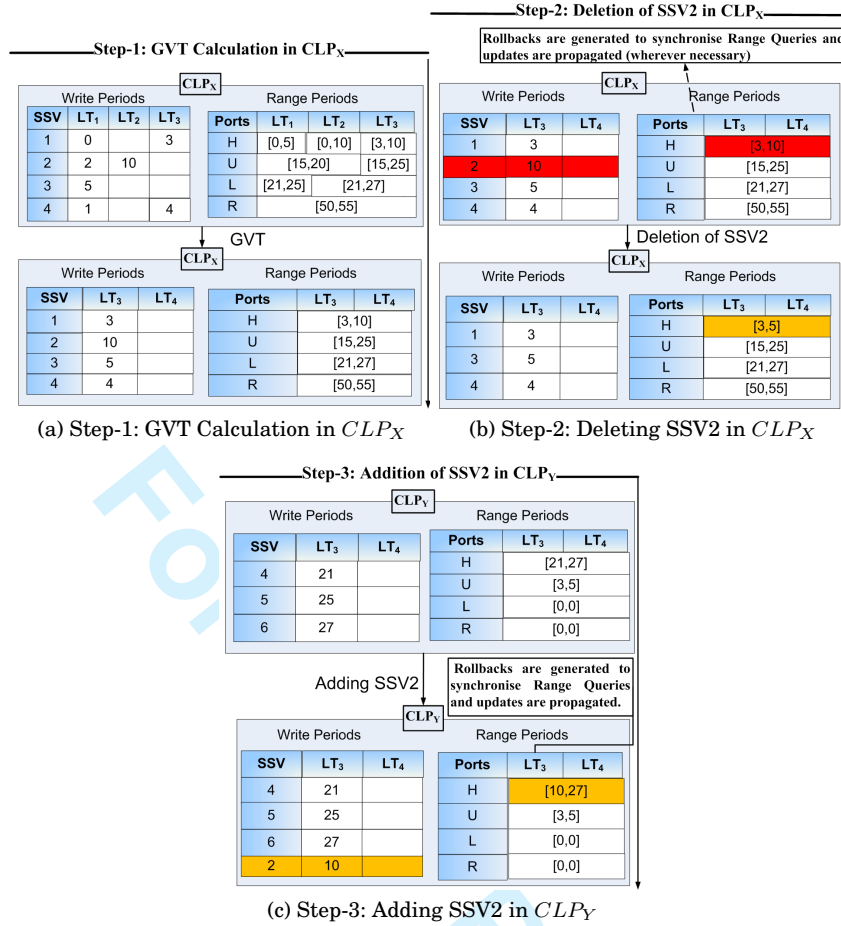 Step-1: GVT Calculation in CLPX
CLPX
Write Periods Range Periods
SSV LT1 LT2 LT3 Ports LT1 LT2 LT3
1 0 3 H [0,5] [0,10] [3,10]
2 2 10 U [15,20] [15,25]
3 5 L [21,25] [21,27]
4 1 4 R [50,55]
GVT
CLPX
Write Periods Range Periods
SSV LT3 LT4 Ports LT3 LT4
1 3 H [3,10]
2 10 U [15,25]
3 5 L [21,27]
4 4 R [50,55]
(a) Step-1: GVT Calculation in CLPX
Step-2: Deletion of SSV2 in CLPX
Rollbacks are generated to synchronise Range Queries and
updates are propagated (wherever necessary)
CLPX
Write Periods Range Periods
SSV LT3 LT4 Ports LT3 LT4
1 3 H [3,10]
2 10 U [15,25]
3 5 L [21,27]
4 4 R [50,55]
Deletion of SSV2
CLPX
Write Periods Range Periods
SSV LT3 LT4 Ports LT3 LT4
1 3 H [3,5]
3 5 U [15,25]
4 4 L [21,27]
R [50,55]
(b) Step-2: Deleting SSV2 in CLPX
Step-3: Addition of SSV2 in CLPY
CLPY
Write Periods Range Periods
SSV LT3 LT4 Ports LT3 LT4
4 21 H [21,27]
5 25 U [3,5]
6 27 L [0,0]
R [0,0]
Adding SSV2
Rollbacks are generated to
synchronise Range Queries
and updates are propagated.
CLPY
Write Periods Range Periods
SSV LT3 LT4 Ports LT3 LT4
4 21 H [10,27]
5 25 U [3,5]
6 27 L [0,0]
2 10 R [0,0]
(c) Step-3: Adding SSV2 in CLPY